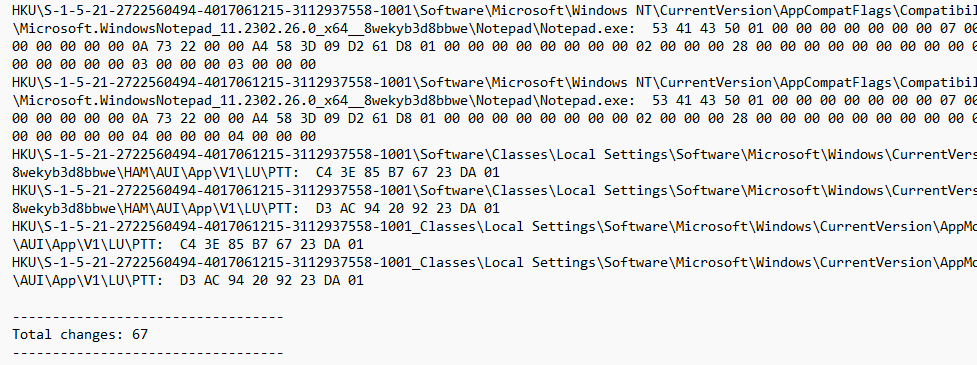 HKU\S-1-5-21-2722560494-4017061215-3112937558-1001\Software\Microsoft\Windows NT\CurrentVersion\AppCompatFlags\Compatibil
\Microsoft.WindowsNotepad_11.2302.26.0_x64__8wekyb3d8bbwe\Notepad\Notepad.exe:  53 41 43 50 01 00 00 00 00 00 00 00 07 00
00 00 00 00 00 0A 73 22 00 00 A4 58 3D 09 D2 61 D8 01 00 00 00 00 00 00 00 00 02 00 00 00 28 00 00 00 00 00 00 00 00 00 0
00 00 00 00 00 03 00 00 00 03 00 00 00
HKU\S-1-5-21-2722560494-4017061215-3112937558-1001\Software\Microsoft\Windows NT\CurrentVersion\AppCompatFlags\Compatibil
\Microsoft.WindowsNotepad_11.2302.26.0_x64__8wekyb3d8bbwe\Notepad\Notepad.exe:  53 41 43 50 01 00 00 00 00 00 00 00 07 00
00 00 00 00 00 0A 73 22 00 00 A4 58 3D 09 D2 61 D8 01 00 00 00 00 00 00 00 00 02 00 00 00 28 00 00 00 00 00 00 00 00 00 0
00 00 00 00 00 04 00 00 00 04 00 00 00
HKU\S-1-5-21-2722560494-4017061215-3112937558-1001\Software\Classes\Local Settings\Software\Microsoft\Windows\CurrentVers
8wekyb3d8bbwe\HAM\AUI\App\V1\LU\PTT:  C4 3E 85 B7 67 23 DA 01
HKU\S-1-5-21-2722560494-4017061215-3112937558-1001\Software\Classes\Local Settings\Software\Microsoft\Windows\CurrentVers
8wekyb3d8bbwe\HAM\AUI\App\V1\LU\PTT:  D3 AC 94 20 92 23 DA 01
HKU\S-1-5-21-2722560494-4017061215-3112937558-1001_Classes\Local Settings\Software\Microsoft\Windows\CurrentVersion\AppMo
\AUI\App\V1\LU\PTT:  C4 3E 85 B7 67 23 DA 01
HKU\S-1-5-21-2722560494-4017061215-3112937558-1001_Classes\Local Settings\Software\Microsoft\Windows\CurrentVersion\AppMo
\AUI\App\V1\LU\PTT:  D3 AC 94 20 92 23 DA 01
----------------------------------
Total changes: 67
----------------------------------